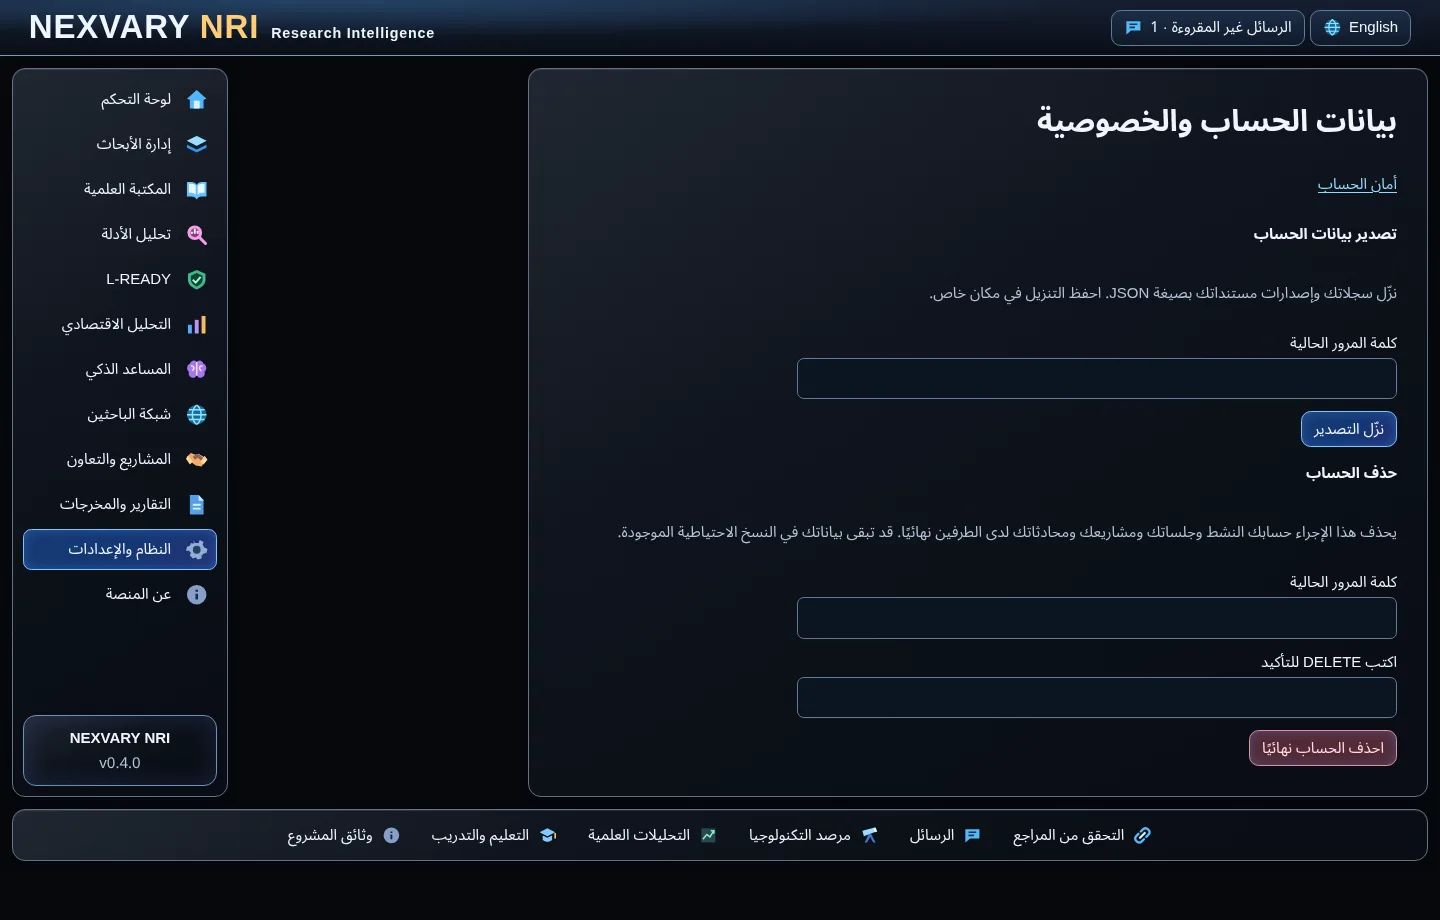 NEXVARY NRI Research Intelligence
الرسائل غير المقروءة · 1
English
بيانات الحساب والخصوصية
أمان الحساب
تصدير بيانات الحساب
نزّل سجلاتك وإصدارات مستنداتك بصيغة JSON. احفظ التنزيل في مكان خاص.
كلمة المرور الحالية
نزّل التصدير
حذف الحساب
يحذف هذا الإجراء حسابك النشط وجلساتك ومشاريعك ومحادثاتك لدى الطرفين نهائيًا. قد تبقى بياناتك في النسخ الاحتياطية الموجودة.
كلمة المرور الحالية
اكتب DELETE للتأكيد
احذف الحساب نهائيًا
لوحة التحكم
إدارة الأبحاث
المكتبة العلمية
تحليل الأدلة
L-READY
التحليل الاقتصادي
المساعد الذكي
شبكة الباحثين
المشاريع والتعاون
التقارير والمخرجات
النظام والإعدادات
عن المنصة
NEXVARY NRI
v0.4.0
التحقق من المراجع
الرسائل
مرصد التكنولوجيا
التحليلات العلمية
التعليم والتدريب
وثائق المشروع